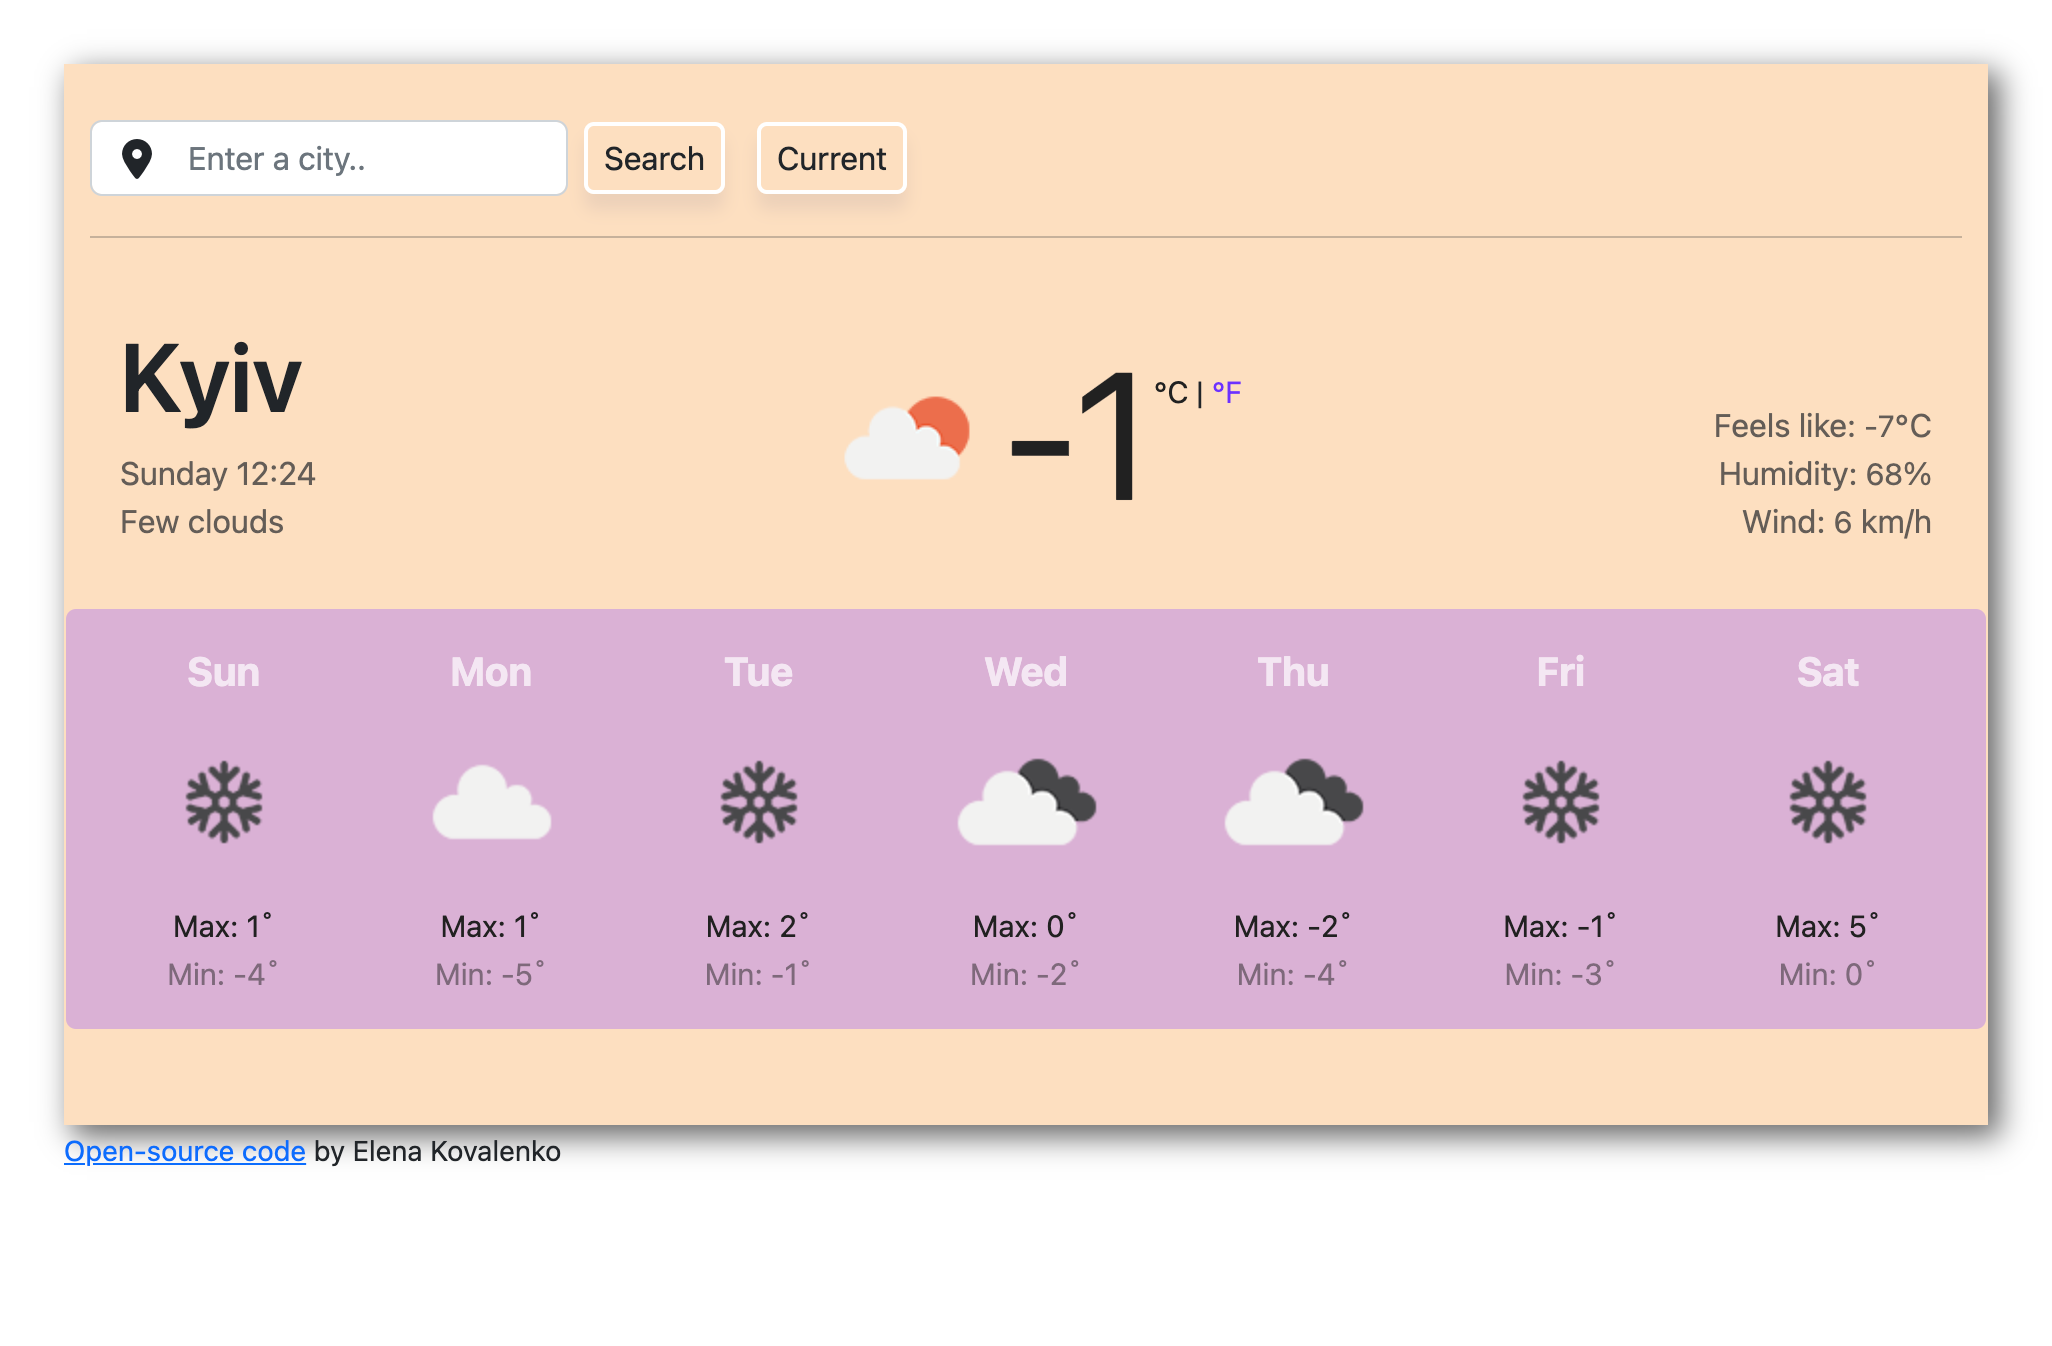 Enter a city..
Search
Current
Kyiv
Sunday 12:24
Few clouds
-1
°C | °F
Feels like: -7°C
Humidity: 68%
Wind: 6 km/h
Sun Mon Tue Wed Thu Fri Sat
Max: 1° Max: 1° Max: 2° Max: 0° Max: -2° Max: -1° Max: 5°
Min: -4° Min: -5° Min: -1° Min: -2° Min: -4° Min: -3° Min: 0°
Open-source code by Elena Kovalenko